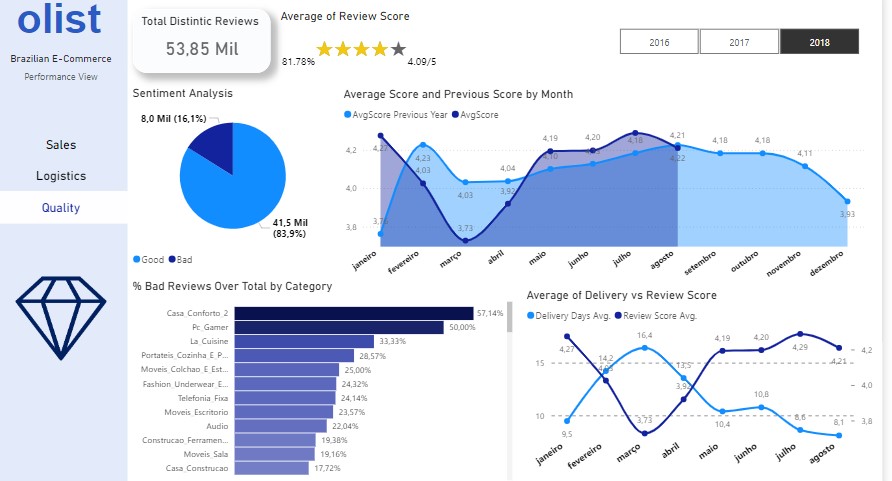 olist
Brazilian E-Commerce
Performance View
Sales
Logistics
Quality
Total Distintic Reviews
53,85 Mil
Average of Review Score
81.78%
4.09/5
2016
2017
2018
Sentiment Analysis
8,0 Mil (16,1%)
41,5 Mil
(83,9%)
Good Bad
Average Score and Previous Score by Month
AvgScore Previous Year AvgScore
4,2
4,0
3,8
4,27
4,23
4,03
4,03
3,73
4,04
3,92
4,19
4,10
4,20
4,18
4,21
4,22
4,18
4,18
4,11
3,93
janeiro
fevereiro
março
abril
maio
junho
julho
agosto
setembro
outubro
novembro
dezembro
% Bad Reviews Over Total by Category
Casa_Conforto_2 57,14%
Pc_Gamer 50,00%
La_Cuisine 33,33%
Portateis_Cozinha_E_P... 28,57%
Moveis_Colchao_E_Est... 25,00%
Fashion_Underwear_E... 24,32%
Telefonia_Fixa 24,14%
Moveis_Escritorio 23,57%
Audio 22,04%
Construcao_Ferramen... 19,38%
Moveis_Sala 19,16%
Casa_Construcao 17,72%
Average of Delivery vs Review Score
Delivery Days Avg. Review Score Avg.
15
10
4,2
4,0
3,8
4,27
9,5
14,2
16,4
3,73
13,5
3,92
4,19
10,4
4,20
10,8
4,29
8,6
4,21
8,1
janeiro
fevereiro
março
abril
maio
junho
julho
agosto